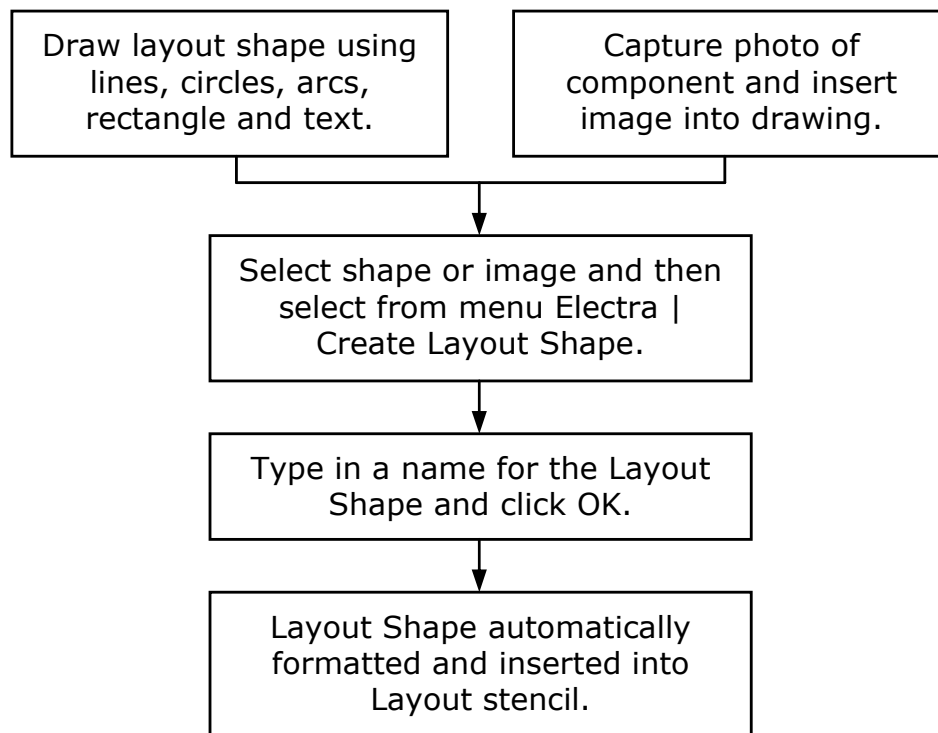 Draw layout shape using
lines, circles, arcs,
rectangle and text.
Capture photo of
component and insert
image into drawing.
Select shape or image and then
select from menu Electra |
Create Layout Shape.
Type in a name for the Layout
Shape and click OK.
Layout Shape automatically
formatted and inserted into
Layout stencil.